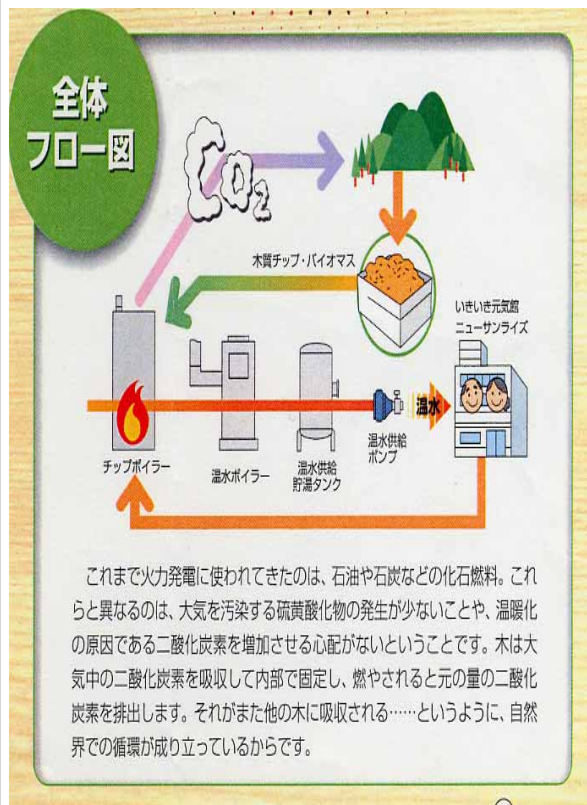 全体
フロー図
CO2
木質チップ・バイオマス
いきいき元気館
ニューサンライズ
温水
チップボイラー
温水ボイラー
温水供給
貯湯タンク
温水供給
ポンプ
これまで火力発電に使われてきたのは、石油や石炭などの化石燃料。これ
らと異なるのは、大気を汚染する硫黄酸化物の発生が少ないことや、温暖化
の原因である二酸化炭素を増加させる心配がないということです。木は大
気中の二酸化炭素を吸収して内部で固定し、燃やされると元の量の二酸化
炭素を排出します。それがまた他の木に吸収される……というように、自然
界での循環が成り立っているからです。